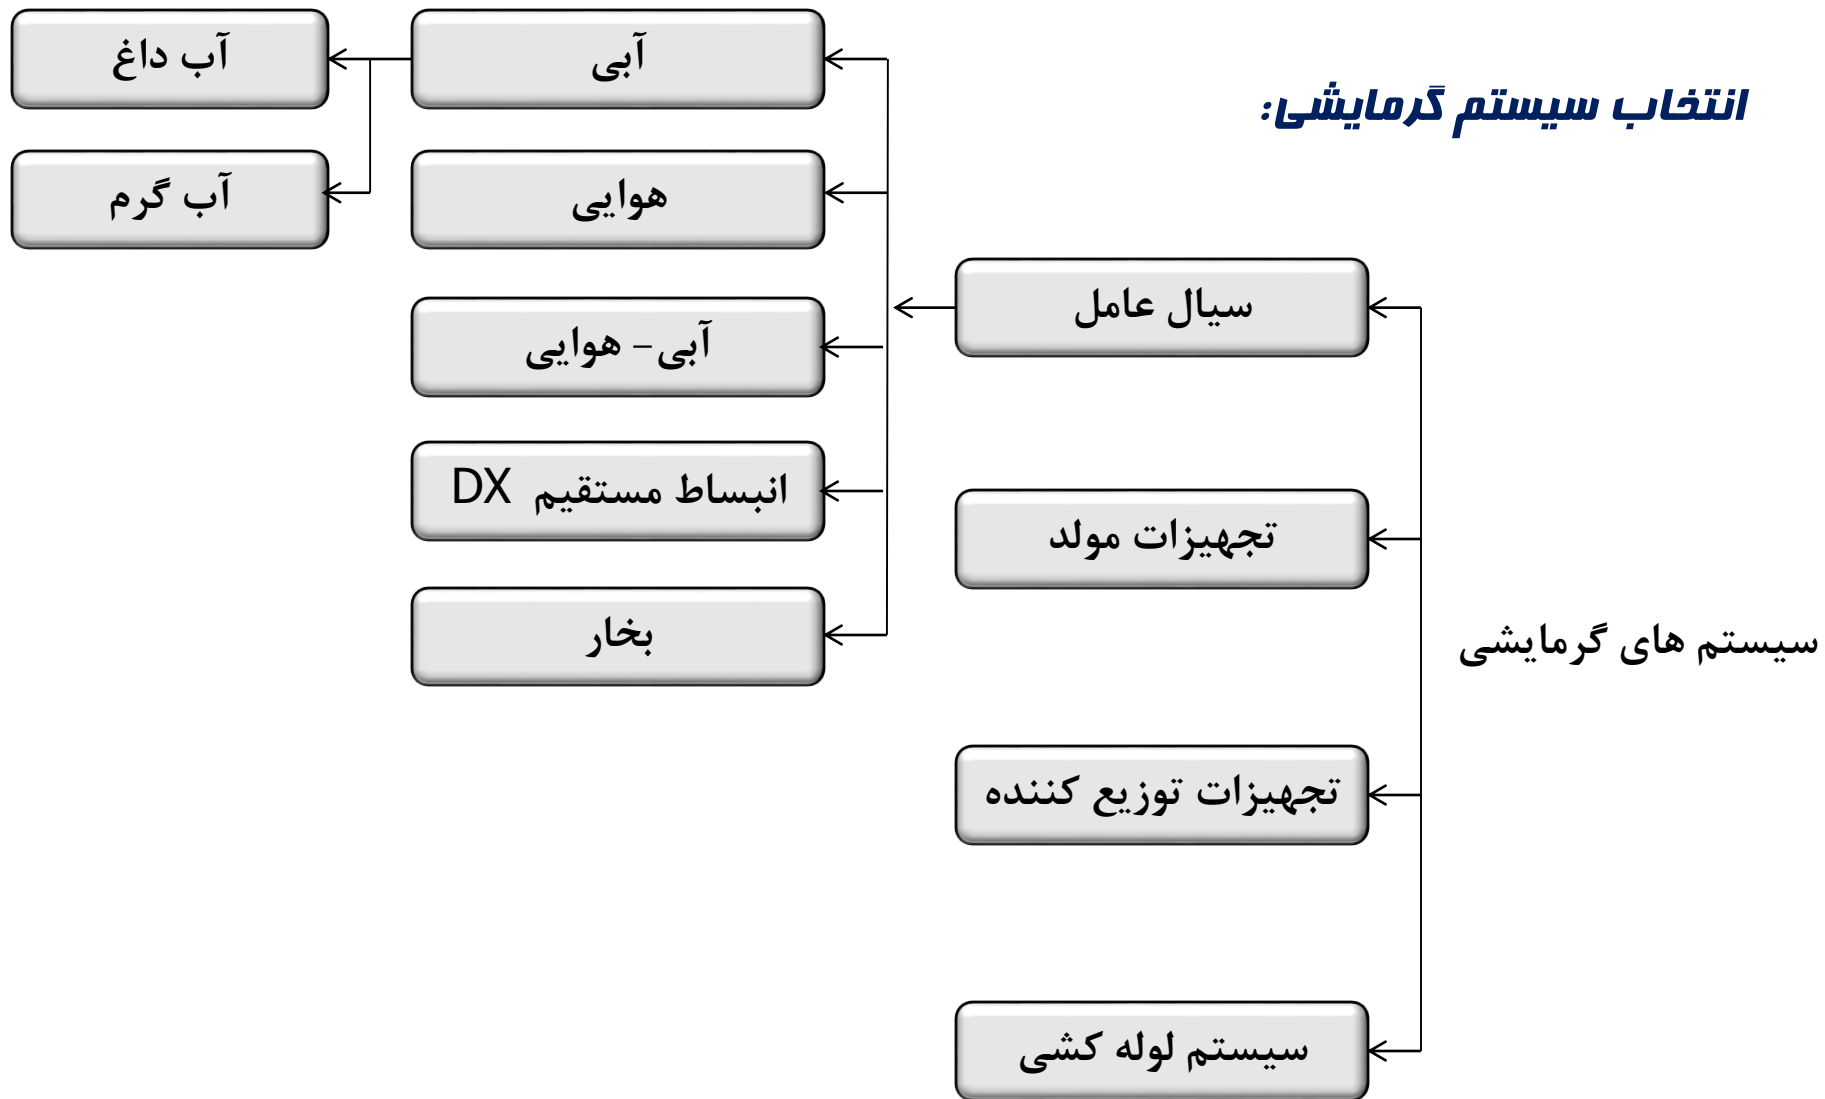 انتخاب سیستم گرمایشی:
سیستم های گرمایشی
سیال عامل
تجهیزات مولد
تجهیزات توزیع کننده
سیستم لوله کشی
آبی
هوایی
آبی- هوایی
انبساط مستقیم DX
بخار
آب داغ
آب گرم